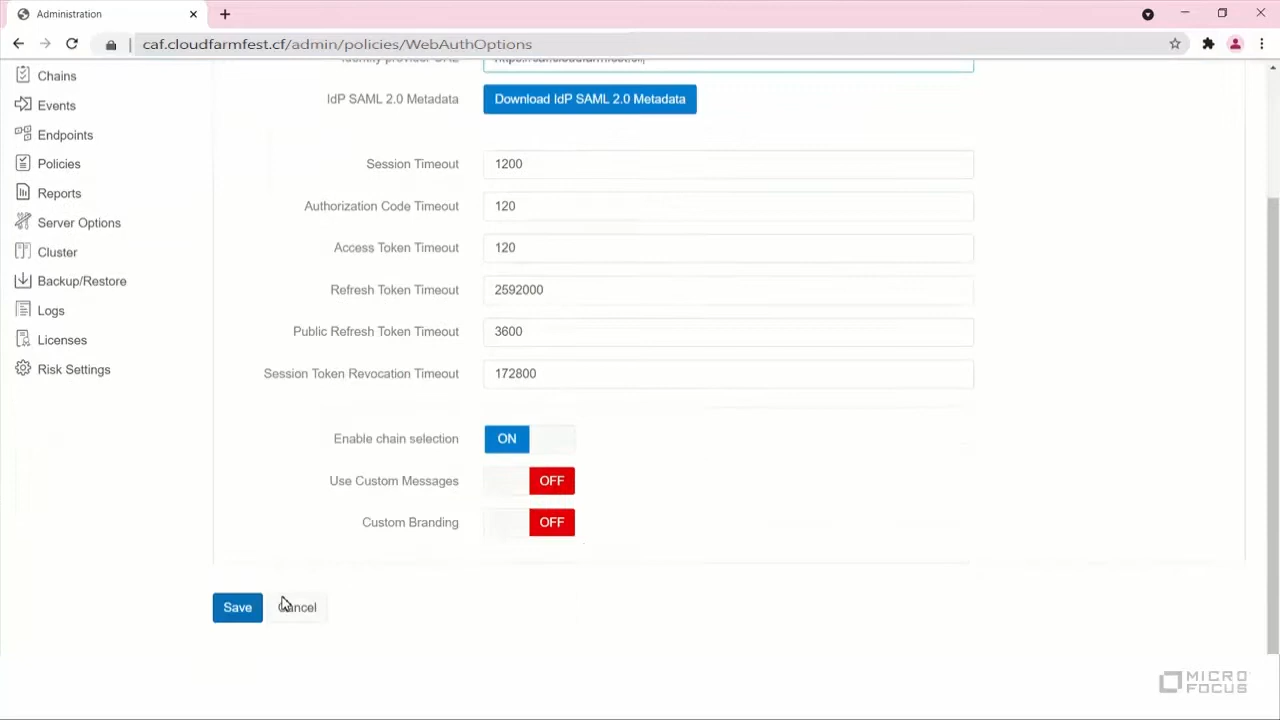 Administration
caf.cloudfarmfest.cf/admin/policies/WebAuthOptions
Chains
Events
Endpoints
Policies
Reports
Server Options
Cluster
Backup/Restore
Logs
Licenses
Risk Settings
IdP SAML 2.0 Metadata Download IdP SAML 2.0 Metadata
Session Timeout 1200
Authorization Code Timeout 120
Access Token Timeout 120
Refresh Token Timeout 2592000
Public Refresh Token Timeout 3600
Session Token Revocation Timeout 172800
Enable chain selection ON
Use Custom Messages OFF
Custom Branding OFF
Save Cancel
MICRO
FOCUS